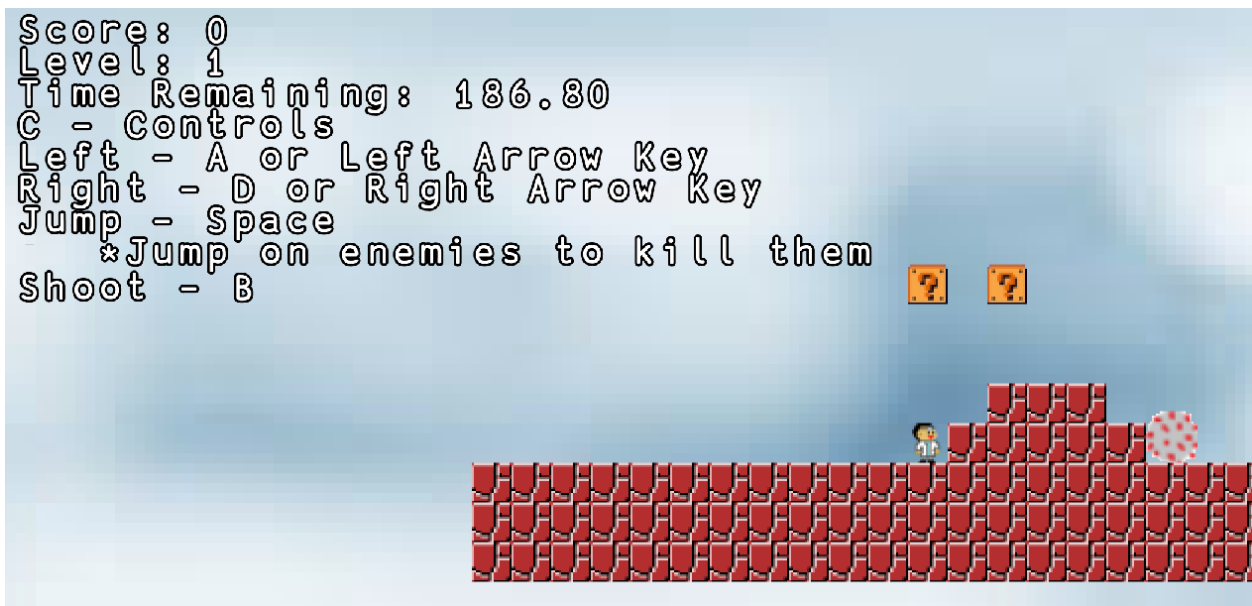 Score: 0
Level: 1
Time Remaining: 186.80
C - Controls
Left - A or Left Arrow Key
Right - D or Right Arrow Key
Jump - Space
*Jump on enemies to kill them
Shoot - B
? ?